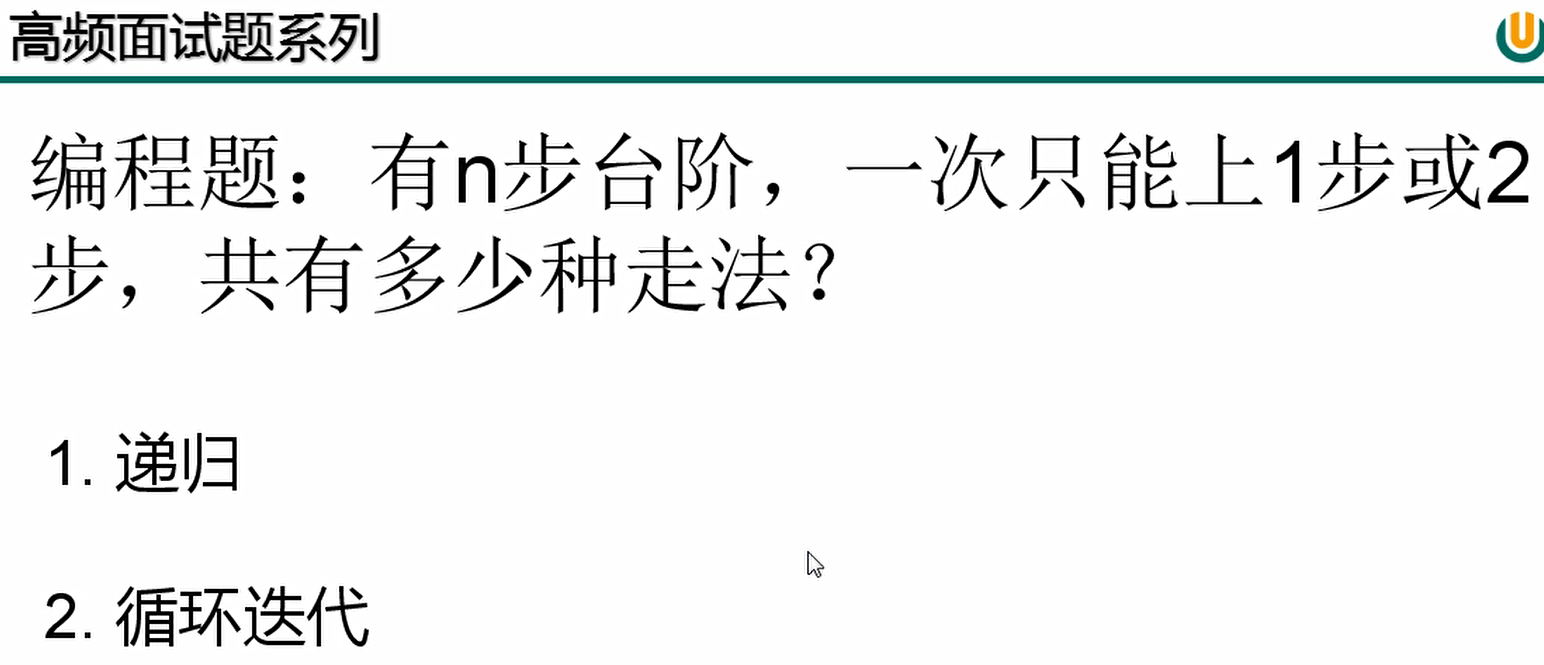 高频面试题系列
U
编程题：有n步台阶，一次只能上1步或2
步，共有多少种走法？
1. 递归
2. 循环迭代